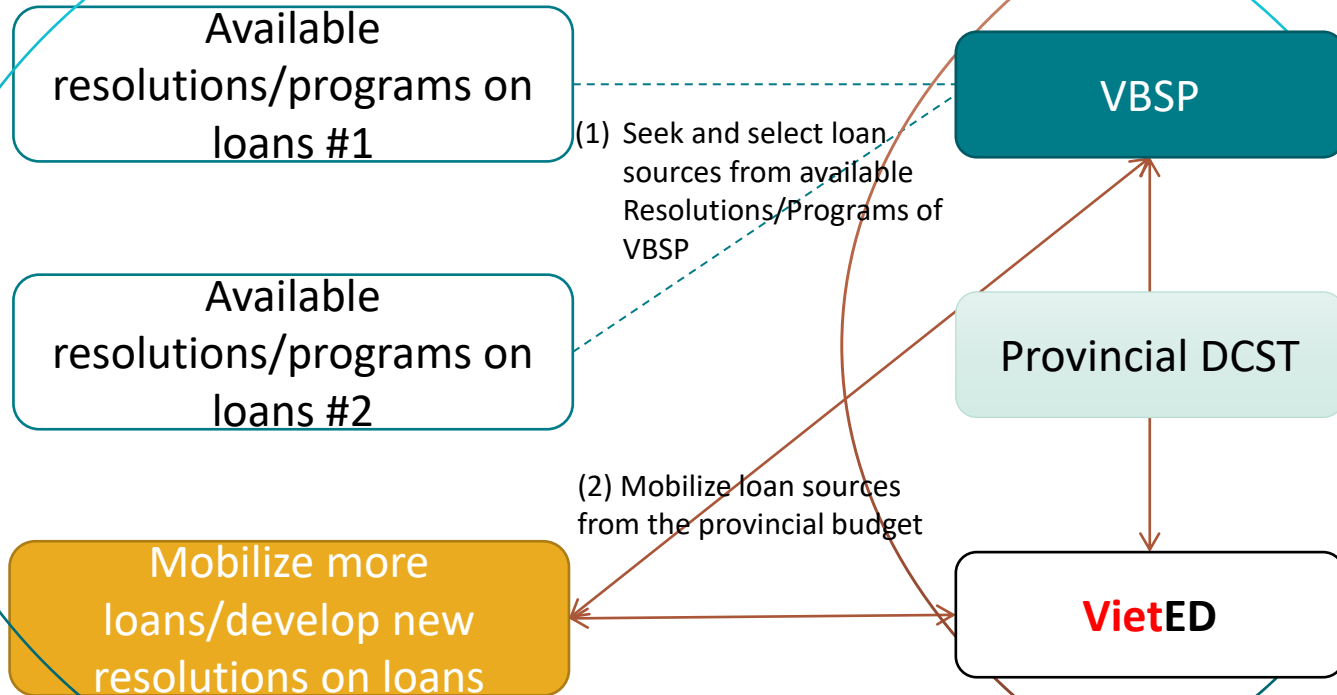 Available
resolutions/programs on
loans #1
VBSP
(1) Seek and select loan
sources from available
Resolutions/Programs of
VBSP
Available
resolutions/programs on
loans #2
Provincial DCST
(2) Mobilize loan sources
from the provincial budget
Mobilize more
loans/develop new
resolutions on loans
VietED